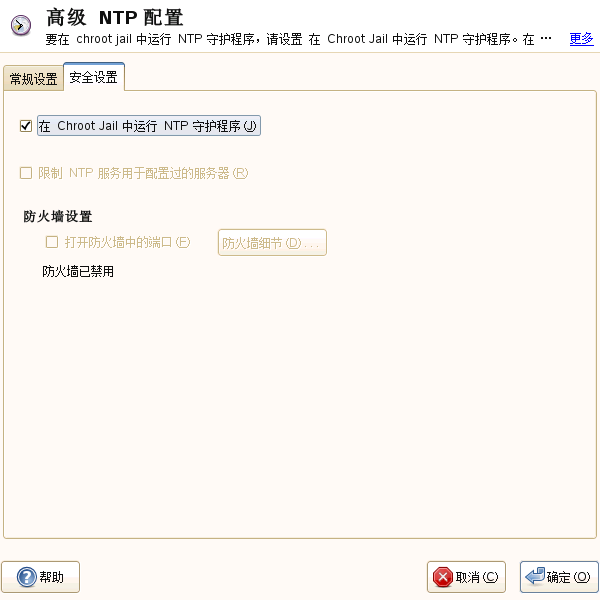 高级 NTP 配置
要在 chroot jail 中运行 NTP 守护程序，请设置 在 Chroot Jail 中运行 NTP 守护程序。在 ··· 更多
常规设置 安全设置
在 Chroot Jail 中运行 NTP 守护程序(J)
限制 NTP 服务用于配置过的服务器(R)
防火墙设置
打开防火墙中的端口(F) 防火墙细节(D)...
防火墙已禁用
帮助 取消(C) 确定(O)